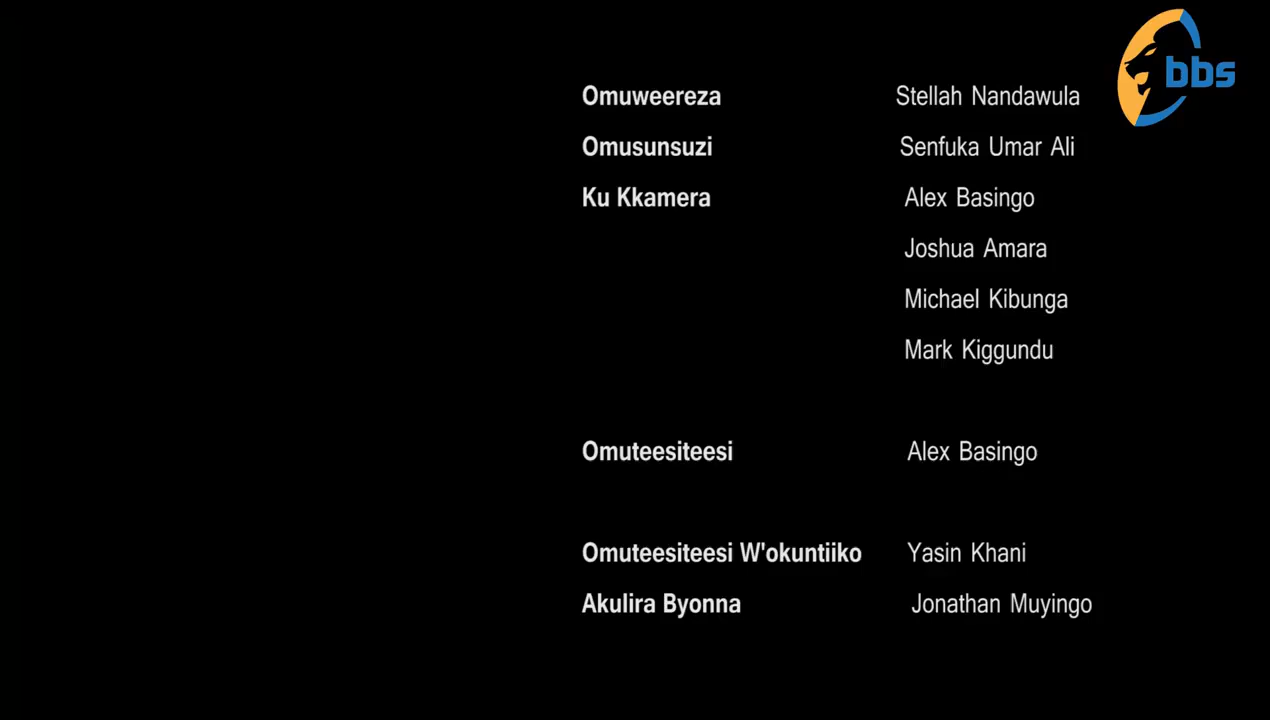 bbs
Omuweereza Stellah Nandawula
Omusunsuzi Senfuka Umar Ali
Ku Kkamera Alex Basingo
Joshua Amara
Michael Kibunga
Mark Kiggundu
Omuteesiteesi Alex Basingo
Omuteesiteesi W'okuntiiko Yasin Khani
Akulira Byonna Jonathan Muyingo